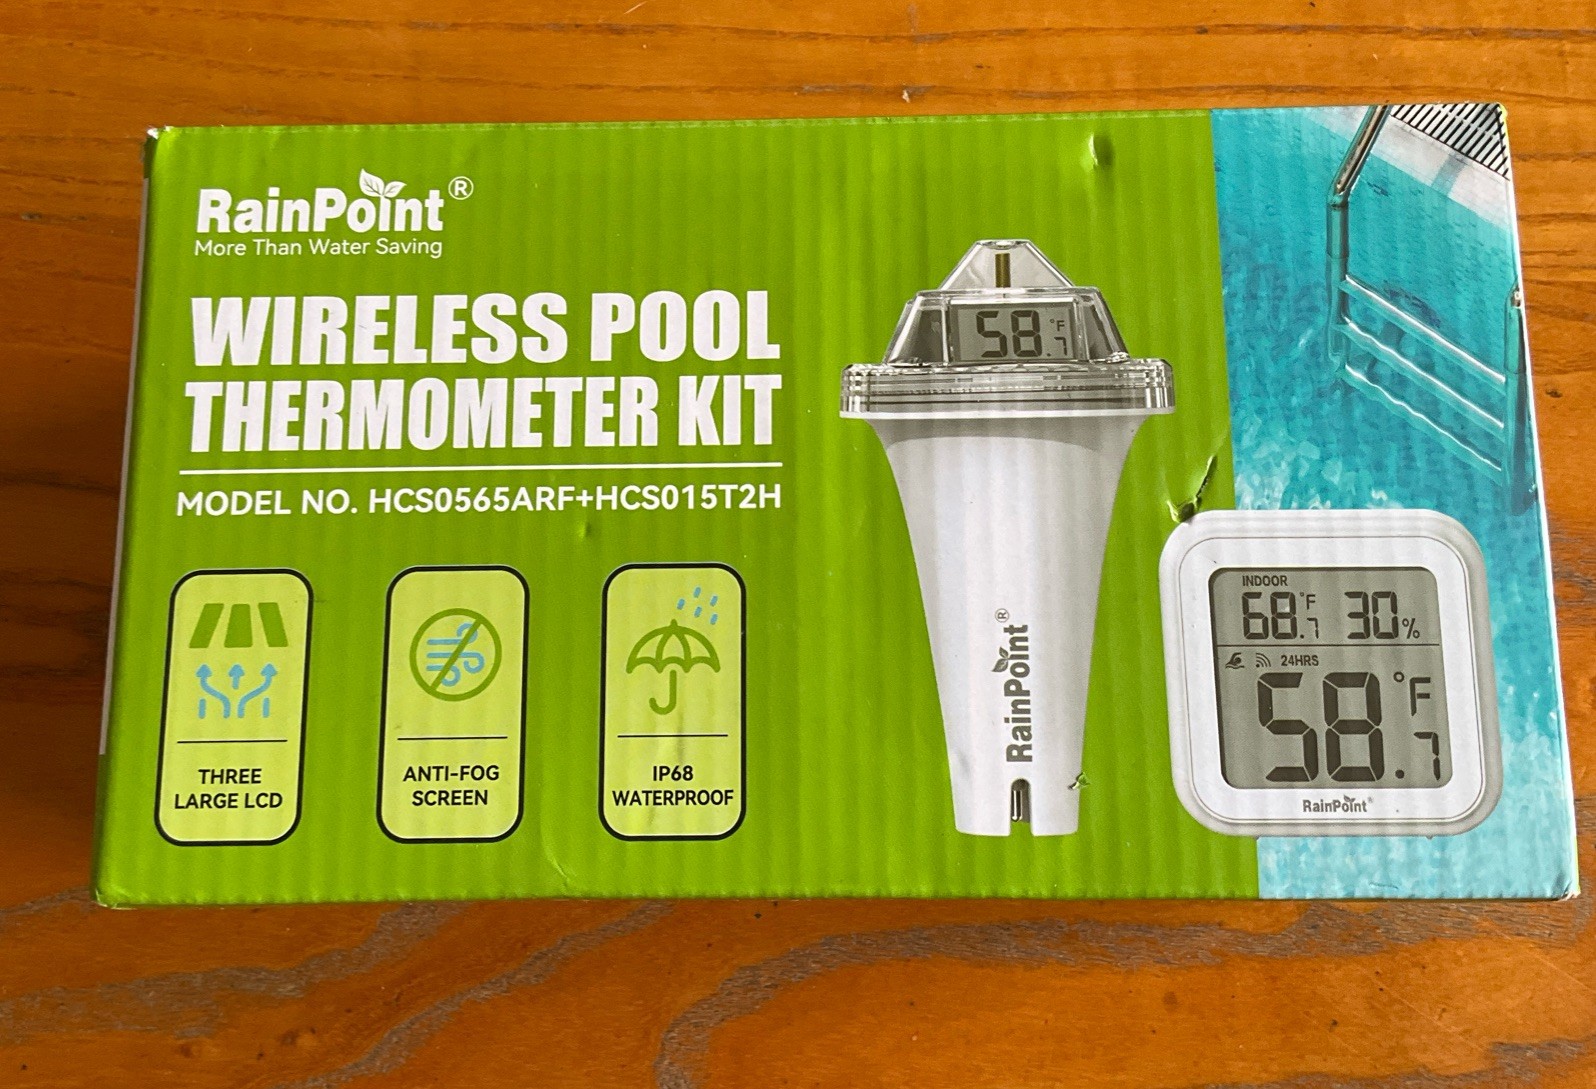 RainPoint®
More Than Water Saving
WIRELESS POOL
THERMOMETER KIT
MODEL NO. HCS0565ARF+HCS015T2H
THREE
LARGE LCD
ANTI-FOG
SCREEN
IP68
WATERPROOF
58.7°F
RainPoint®
INDOOR
68.7°F 30%
24HRS
58.7°F
RainPoint®